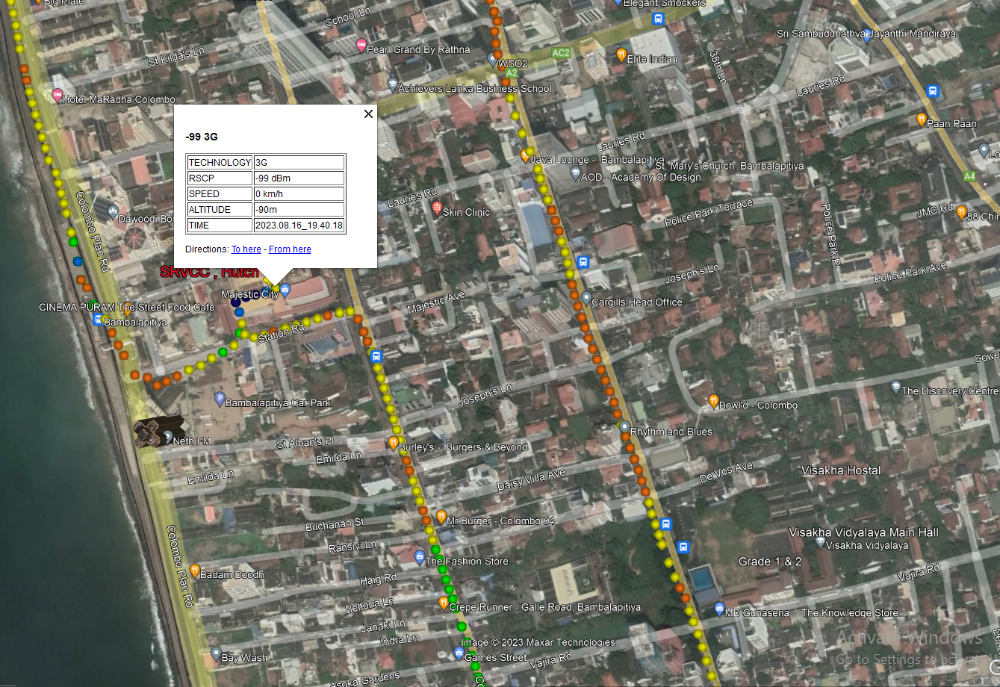 Big Plate
Elegant Smockers
School Ln
Sri Sambuddhathva Jayanthi Mandiraya
Pearl Grand By Rathna
St Kilda's Ln
AC2
Elite Indian
38th Ln
WSO2
A2
Achievers Lanka Business School
Lauries Rd
Hotel MaRadha Colombo
Paan Paan
-99 3G
TECHNOLOGY 3G
RSCP -99 dBm
SPEED 0 km/h
ALTITUDE -90m
TIME 2023.08.16_19.40.18
Directions: To here - From here
Lauries Rd
Java Lounge - Bambalapitiya
St. Mary's Church, Bambalapitiya
AOD - Academy Of Design
A4
Lauries Rd
Colombo Plan Rd
Skin Clinic
Dawoodi Bo
Police Park Terrace
Police Park Pl
JMC Rd
88 Chin
SRVCC , Hutch
Joseph's Ln
Police Park Ave
Majestic City
Majestic Ave
Cargills Head Office
CINEMA PURAM The Street Food Cafe
Bambalapitiya
Station Rd
Gowe
Joseph's Ln
The Discovery Centre
Bambalapitiya Car Park
Bowl'd - Colombo
Rhythm and Blues
Neth FM
St Alban's Pl
Burley's - Burgers & Beyond
Emilda Ln
Emilda Ln
Daisy Villa Ave
De Vos Ave
Visakha Hostal
Buchanan St
Mr Burger - Colombo 04
Colombo Plan Rd
Visakha Vidyalaya Main Hall
Visakha Vidyalaya
Ransivi Ln
The Fashion Store
Grade 1 & 2
Badam Doodh
Haig Rd
Vajira Rd
Beltona Ln
Crepe Runner - Galle Road, Bambalapitiya
MD Gunasena - The Knowledge Store...
Janaki Ln
Indra Ln
Image © 2023 Maxar Technologies
Activate Windows
Go to Settings to activa
Bay Wash
Games Street
Vajira Rd
Asoka Gardens